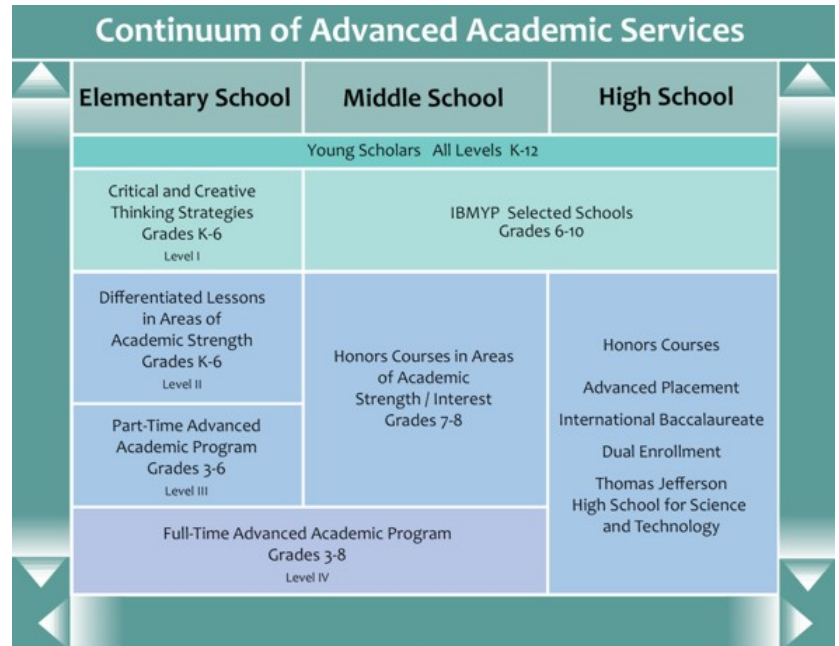 Continuum of Advanced Academic Services
Elementary School
Middle School
High School
Young Scholars All Levels K-12
Critical and Creative
Thinking Strategies
Grades K-6
Level I
IBMYP Selected Schools
Grades 6-10
Differentiated Lessons
in Areas of
Academic Strength
Grades K-6
Level II
Part-Time Advanced
Academic Program
Grades 3-6
Level III
Honors Courses in Areas
of Academic
Strength / Interest
Grades 7-8
Honors Courses
Advanced Placement
International Baccalaureate
Dual Enrollment
Thomas Jefferson
High School for Science
and Technology
Full-Time Advanced Academic Program
Grades 3-8
Level IV